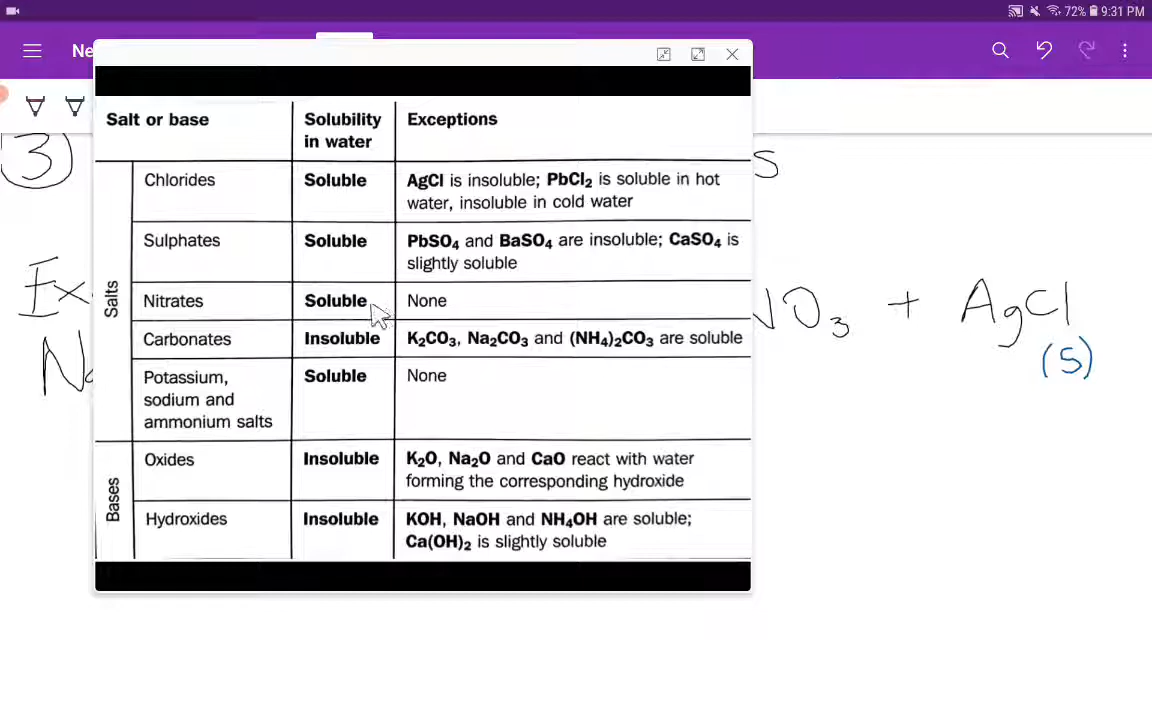 72% 9:31 PM
Ne
Salt or base Solubility in water Exceptions
Salts
Chlorides Soluble AgCl is insoluble; PbCl₂ is soluble in hot
water, insoluble in cold water
Sulphates Soluble PbSO₄ and BaSO₄ are insoluble; CaSO₄ is
slightly soluble
Nitrates Soluble None
Carbonates Insoluble K₂CO₃, Na₂CO₃ and (NH₄)₂CO₃ are soluble
Potassium, Soluble None
sodium and
ammonium salts
Bases
Oxides Insoluble K₂O, Na₂O and CaO react with water
forming the corresponding hydroxide
Hydroxides Insoluble KOH, NaOH and NH₄OH are soluble;
Ca(OH)₂ is slightly soluble
3 s
Ex
N NO₃ + AgCl
(s)